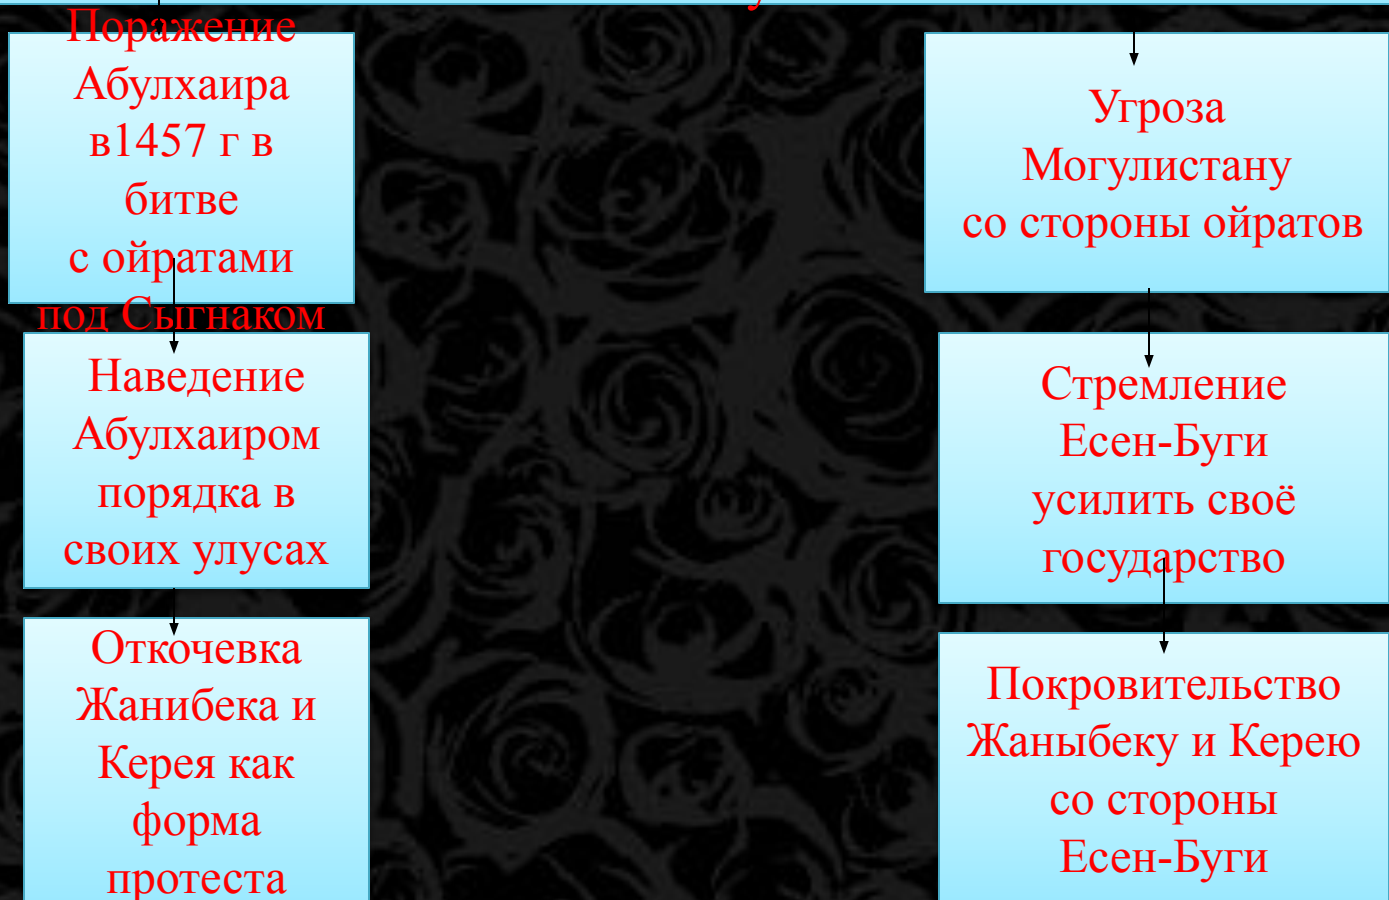 Поражение
Абулхаира
в1457 г в
битве
с ойратами
под Сыгнаком
Наведение
Абулхаиром
порядка в
своих улусах
Откочевка
Жанибека и
Керея как
форма
протеста
Угроза
Могулистану
со стороны ойратов
Стремление
Есен-Буги
усилить своё
государство
Покровительство
Жаныбеку и Керею
со стороны
Есен-Буги